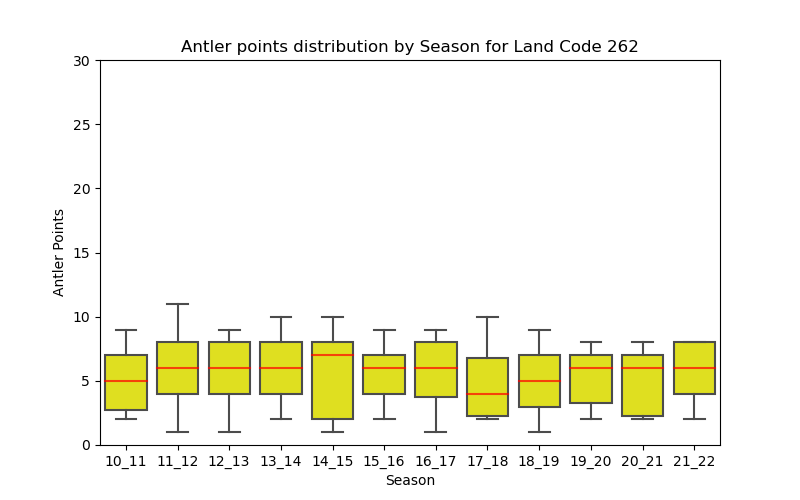 Antler points distribution by Season for Land Code 262
30
25
20
15
10
5
0
Antler Points
10_11 11_12 12_13 13_14 14_15 15_16 16_17 17_18 18_19 19_20 20_21 21_22
Season